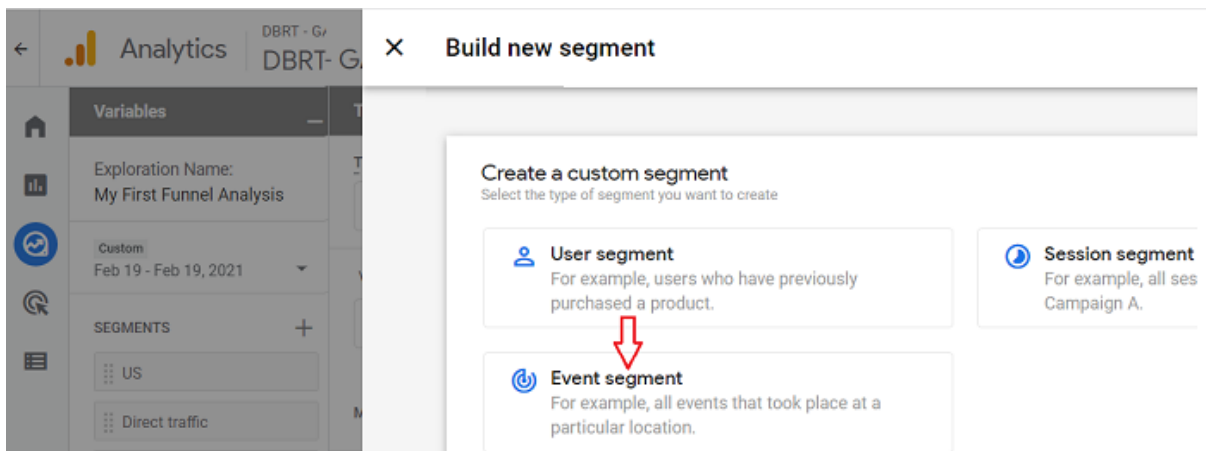 Analytics
DBRT - GA
DBRT- GA
Build new segment
Variables
Exploration Name:
My First Funnel Analysis
Custom
Feb 19 - Feb 19, 2021
SEGMENTS
US
Direct traffic
Create a custom segment
Select the type of segment you want to create
User segment
For example, users who have previously
purchased a product.
Session segment
For example, all ses
Campaign A.
Event segment
For example, all events that took place at a
particular location.